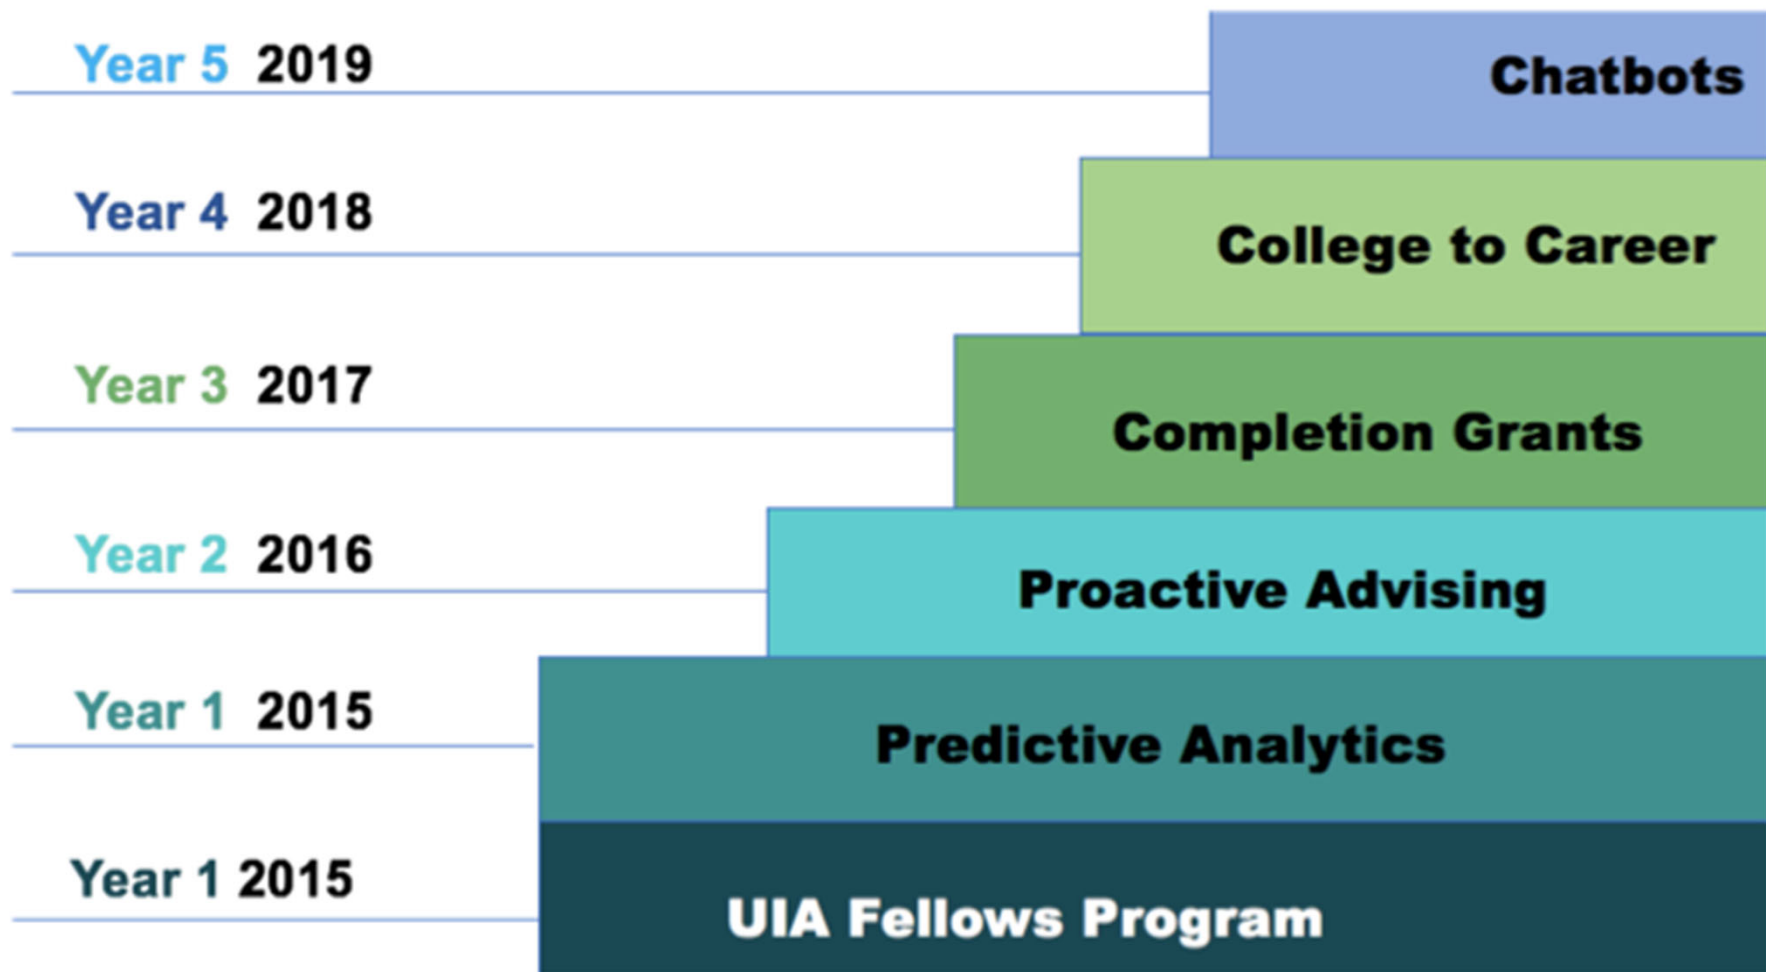 Year 5 2019 Chatbots
Year 4 2018 College to Career
Year 3 2017 Completion Grants
Year 2 2016 Proactive Advising
Year 1 2015 Predictive Analytics
Year 1 2015 UIA Fellows Program